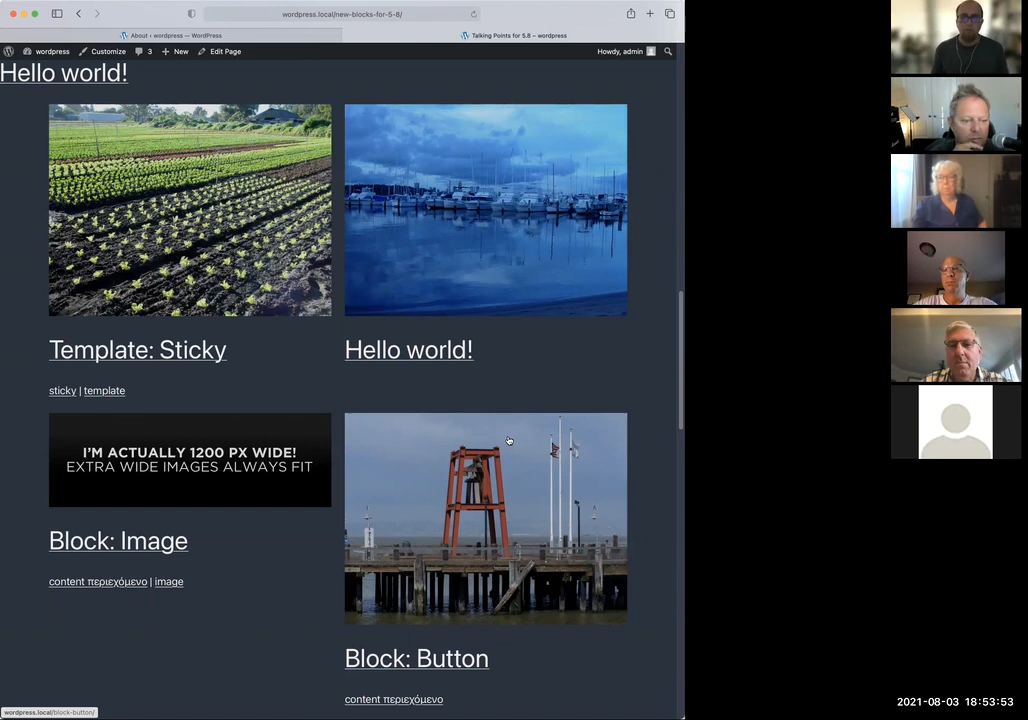 wordpress.local/new-blocks-for-5-8/
About ‹ wordpress — WordPress
Talking Points for 5.8 – wordpress
wordpress
Customize
3
New
Edit Page
Howdy, admin
Hello world!
Template: Sticky
Hello world!
sticky | template
I'M ACTUALLY 1200 PX WIDE!
EXTRA WIDE IMAGES ALWAYS FIT
Block: Image
content περιεχόμενο | image
Block: Button
content περιεχόμενο
wordpress.local/block-button/
2021-08-03 18:53:53